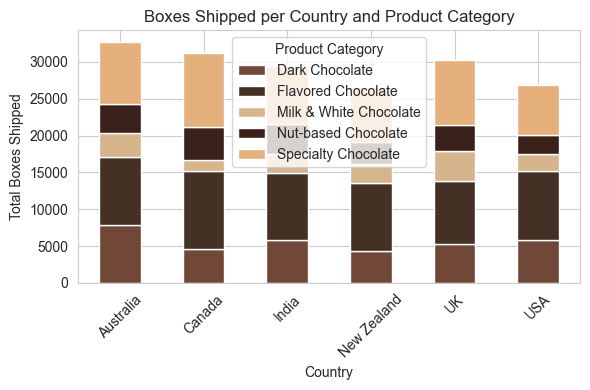 Boxes Shipped per Country and Product Category
Total Boxes Shipped
30000
25000
20000
15000
10000
5000
0
Product Category
Dark Chocolate
Flavored Chocolate
Milk & White Chocolate
Nut-based Chocolate
Specialty Chocolate
Australia
Canada
India
New Zealand
UK
USA
Country